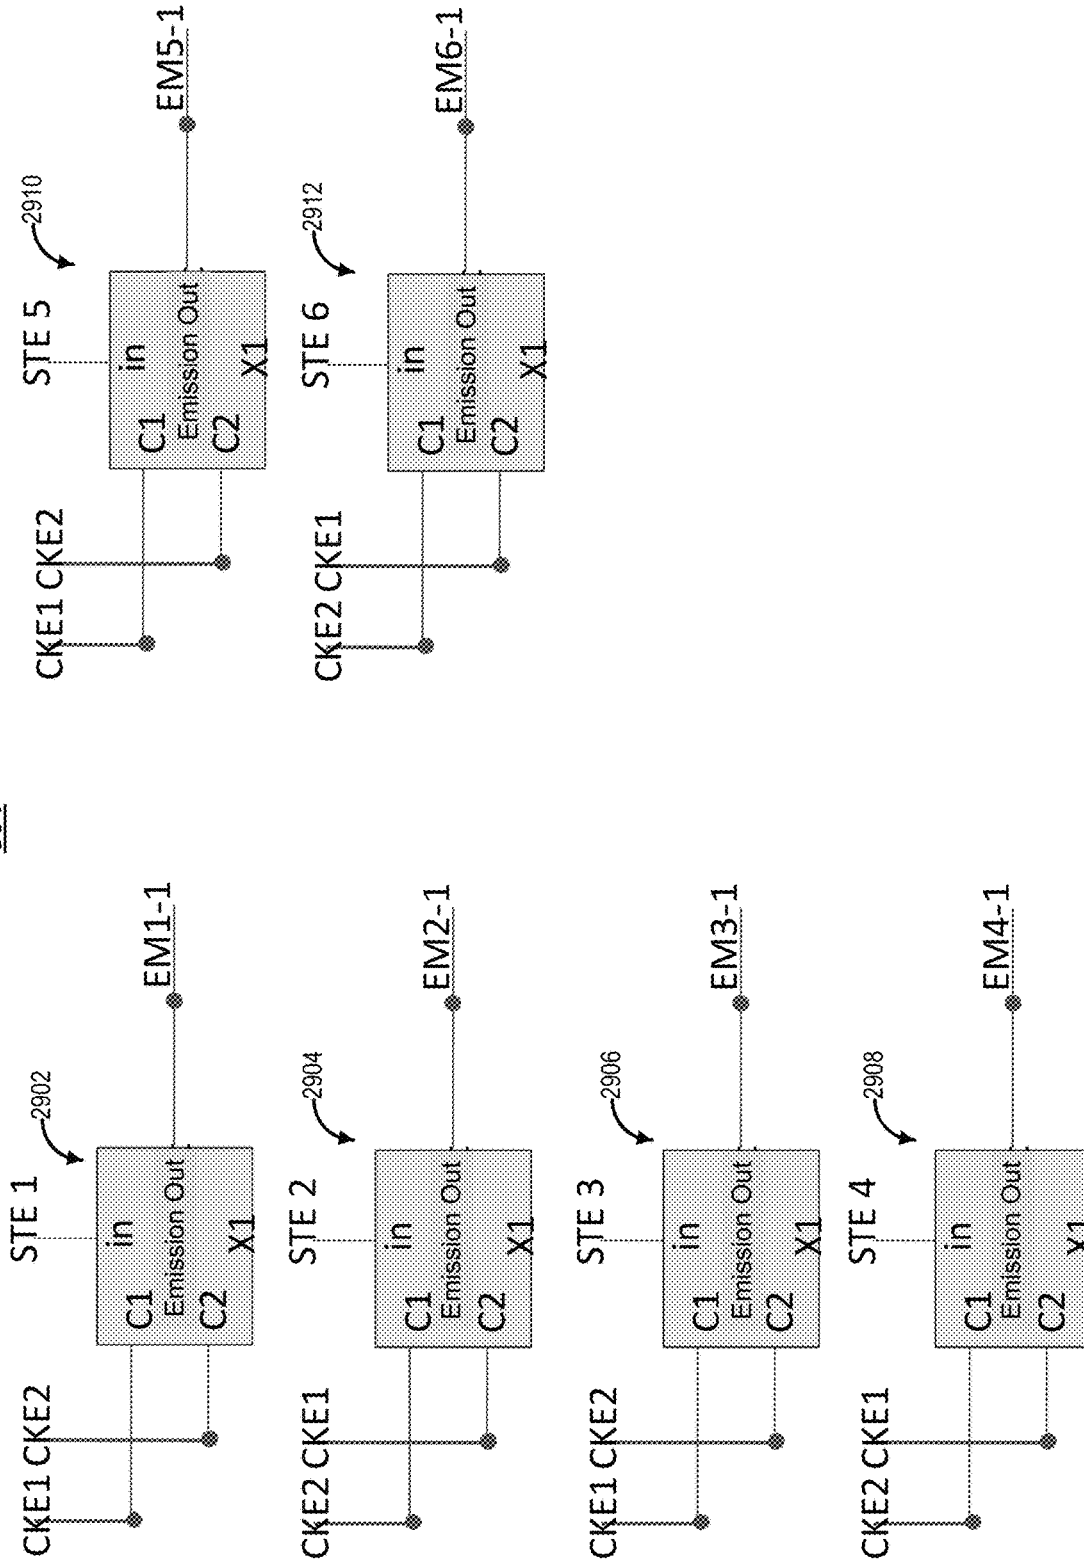 STE 1
2902
CKE1 CKE2
in
C1
Emission Out
C2
X1
EM1-1
STE 2
2904
CKE2 CKE1
in
C1
Emission Out
C2
X1
EM2-1
STE 3
2906
CKE1 CKE2
in
C1
Emission Out
C2
X1
EM3-1
STE 4
2908
CKE2 CKE1
in
C1
Emission Out
C2
X1
EM4-1
STE 5
2910
CKE1 CKE2
in
C1
Emission Out
C2
X1
EM5-1
STE 6
2912
CKE2 CKE1
in
C1
Emission Out
C2
X1
EM6-1